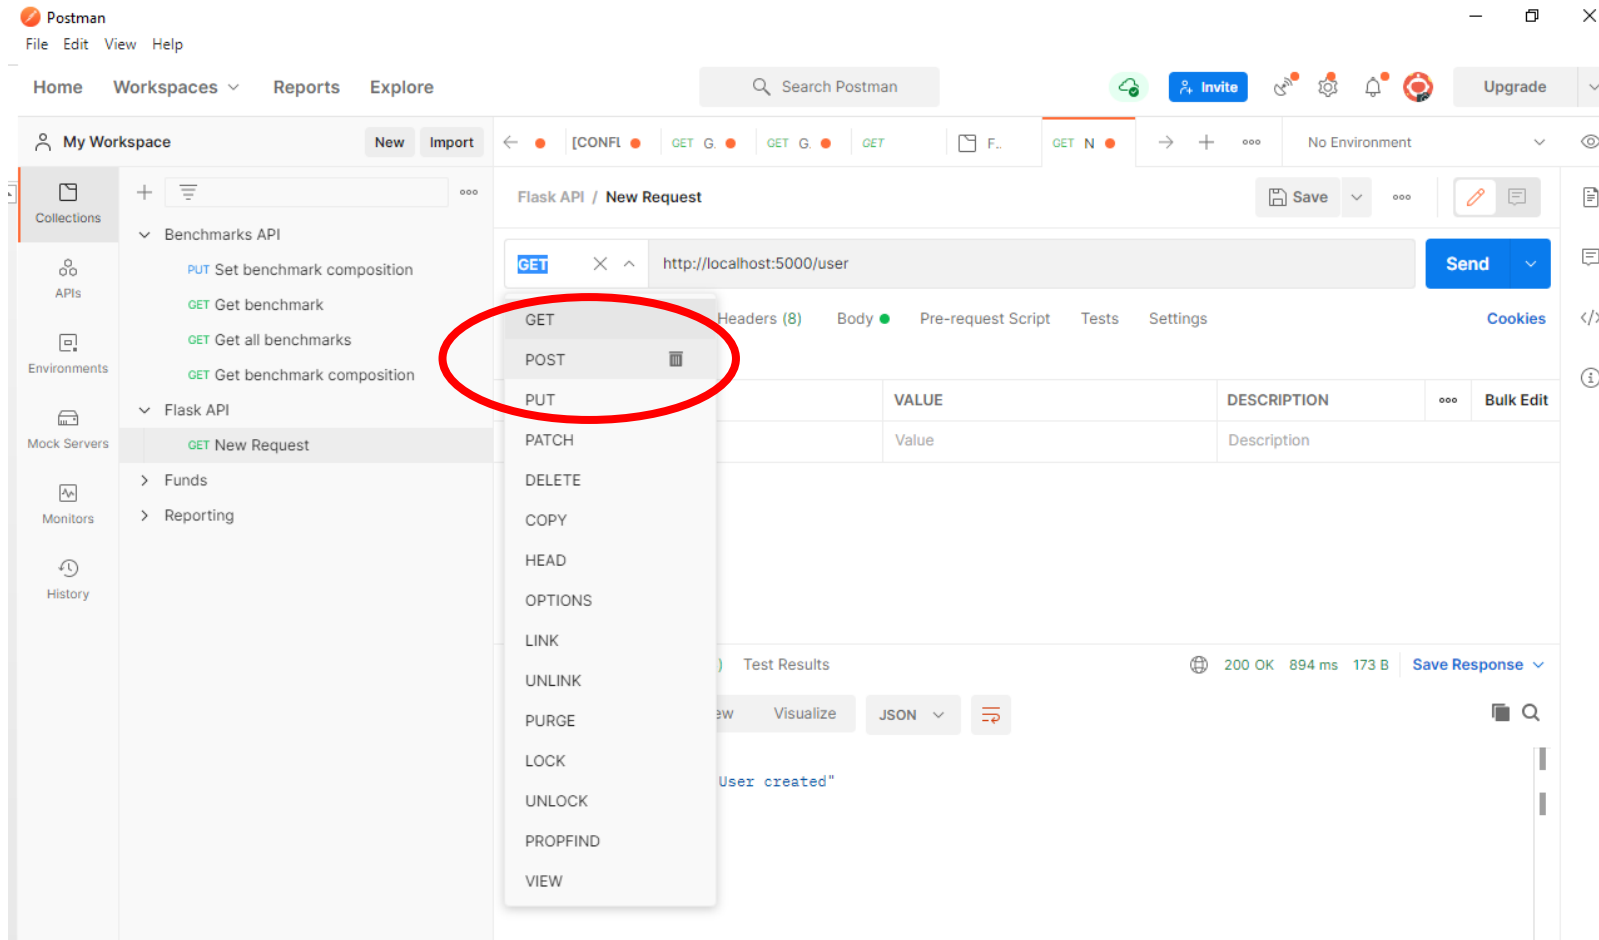 Postman
File Edit View Help
Home Workspaces Reports Explore Search Postman Invite Upgrade
My Workspace New Import [CONFL GET G. GET G. GET F.. GET N No Environment
Collections
APIs
Environments
Mock Servers
Monitors
History
Benchmarks API
PUT Set benchmark composition
GET Get benchmark
GET Get all benchmarks
GET Get benchmark composition
Flask API
GET New Request
Funds
Reporting
Flask API / New Request Save
GET http://localhost:5000/user Send
Headers (8) Body Pre-request Script Tests Settings Cookies
GET
POST
PUT
PATCH
DELETE
COPY
HEAD
OPTIONS
LINK
UNLINK
PURGE
LOCK
UNLOCK
PROPFIND
VIEW
VALUE DESCRIPTION Bulk Edit
Value Description
) Test Results 200 OK 894 ms 173 B Save Response
ew Visualize JSON
User created"